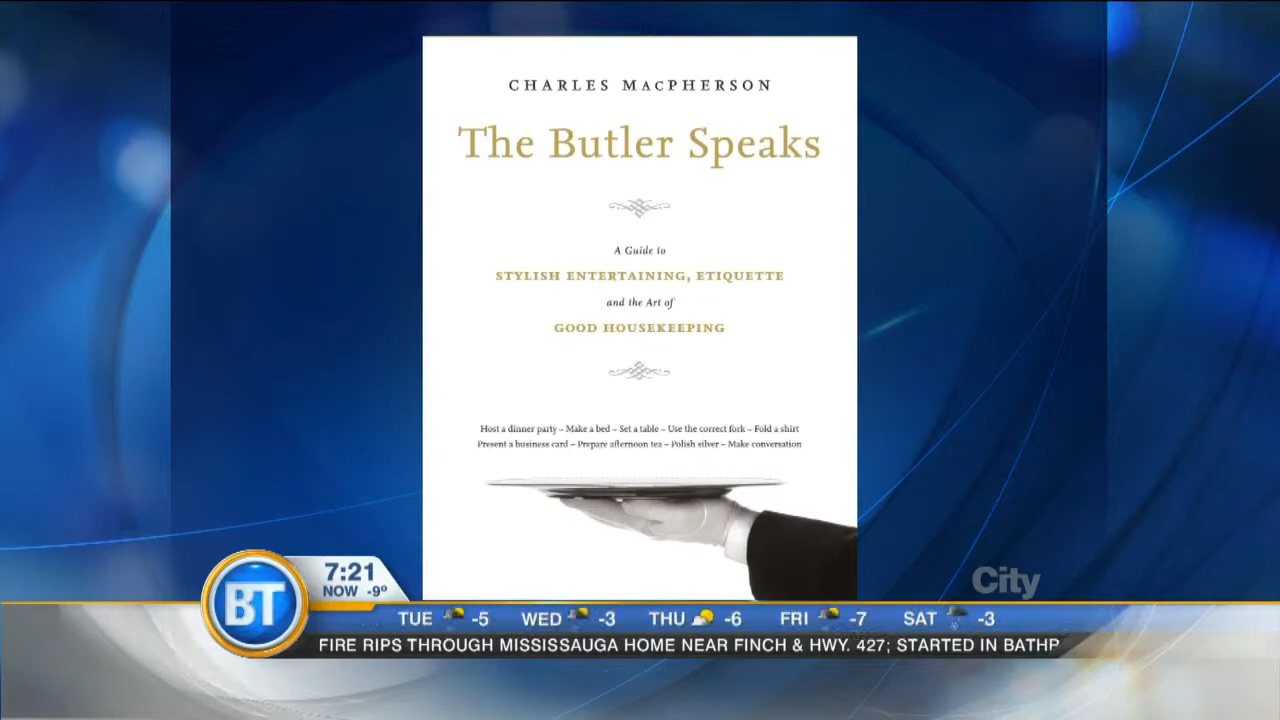 CHARLES MACPHERSON
The Butler Speaks
A Guide to
STYLISH ENTERTAINING, ETIQUETTE
and the Art of
GOOD HOUSEKEEPING
Host a dinner party – Make a bed – Set a table – Use the correct fork – Fold a shirt
Present a business card – Prepare afternoon tea – Polish silver – Make conversation
City
BT
7:21
NOW -9º
TUE -5 WED -3 THU -6 FRI -7 SAT -3
FIRE RIPS THROUGH MISSISSAUGA HOME NEAR FINCH & HWY. 427; STARTED IN